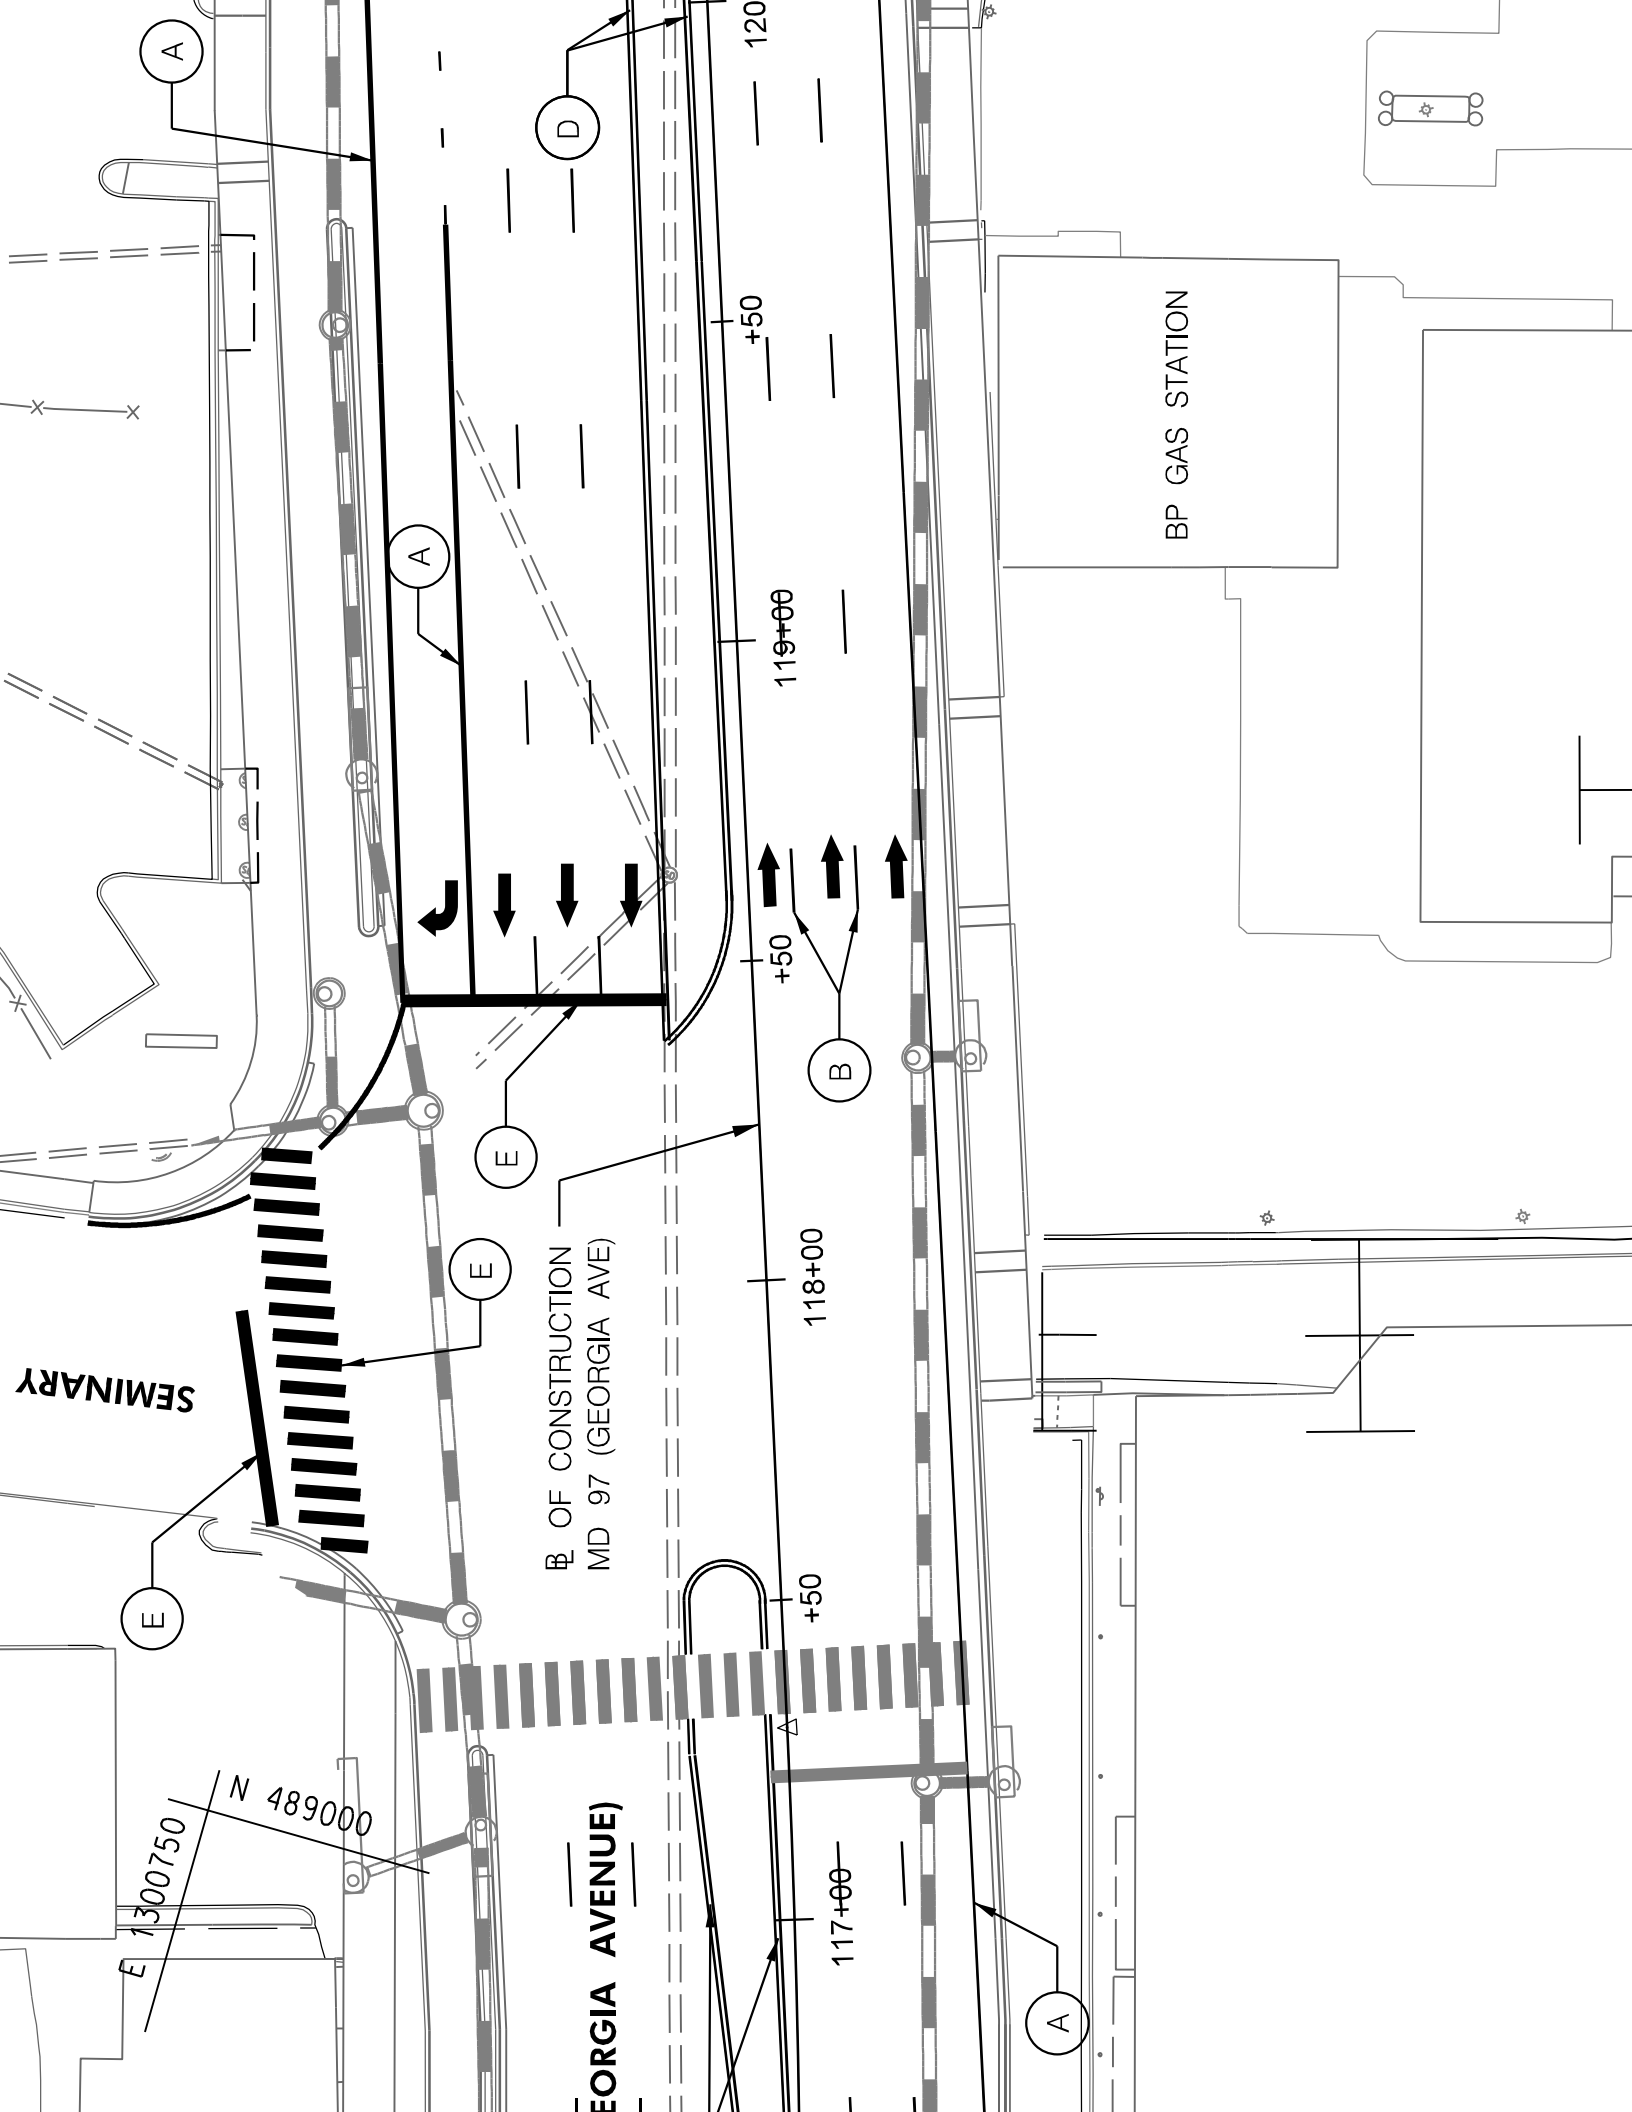 A
D
120
+50
BP GAS STATION
A
119+00
+50
B
E
E
118+00
BL OF CONSTRUCTION
MD 97 (GEORGIA AVE)
SEMINARY
E
+50
N 489000
E 1300750
EORGIA AVENUE)
117+00
A